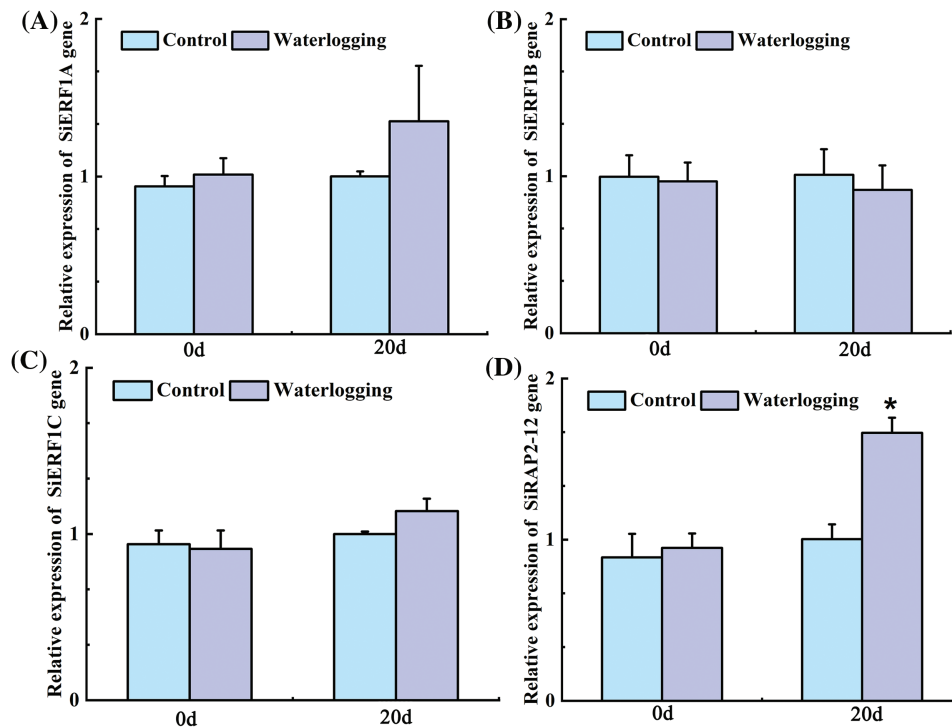 (A)
Relative expression of SiERF1A gene
2
1
0
Control Waterlogging
0d 20d
(B)
Relative expression of SiERF1B gene
2
1
0
Control Waterlogging
0d 20d
(C)
Relative expression of SiERF1C gene
2
1
0
Control Waterlogging
0d 20d
(D)
Relative expression of SiRAP2-12 gene
2
1
0
Control Waterlogging
*
0d 20d